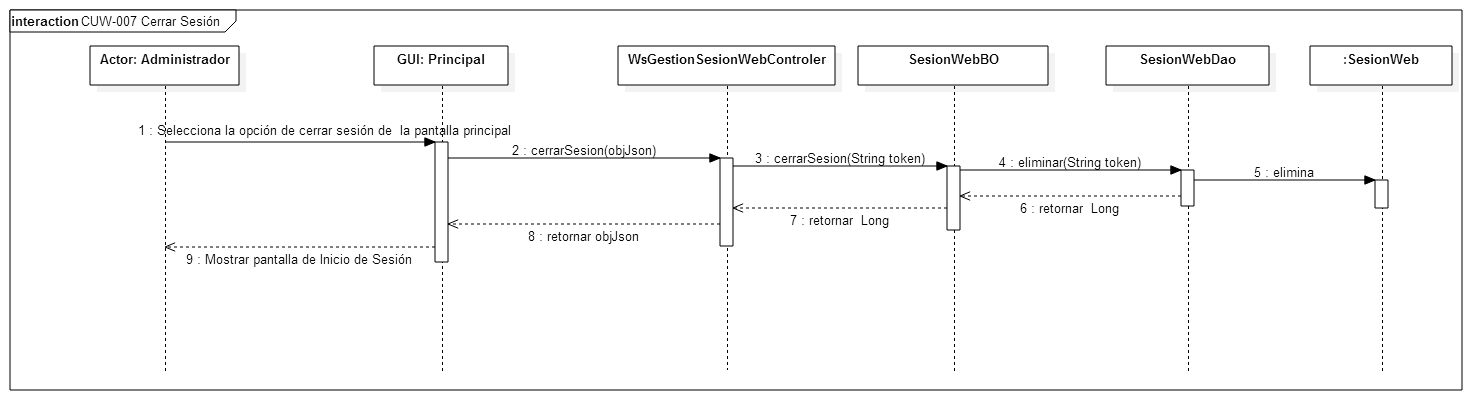 interaction CUW-007 Cerrar Sesión
Actor: Administrador
GUI: Principal
WsGestionSesionWebControler
SesionWebBO
SesionWebDao
:SesionWeb
1 : Selecciona la opción de cerrar sesión de la pantalla principal
2 : cerrarSesion(objJson)
3 : cerrarSesion(String token)
4 : eliminar(String token)
5 : elimina
6 : retornar Long
7 : retornar Long
8 : retornar objJson
9 : Mostrar pantalla de Inicio de Sesión